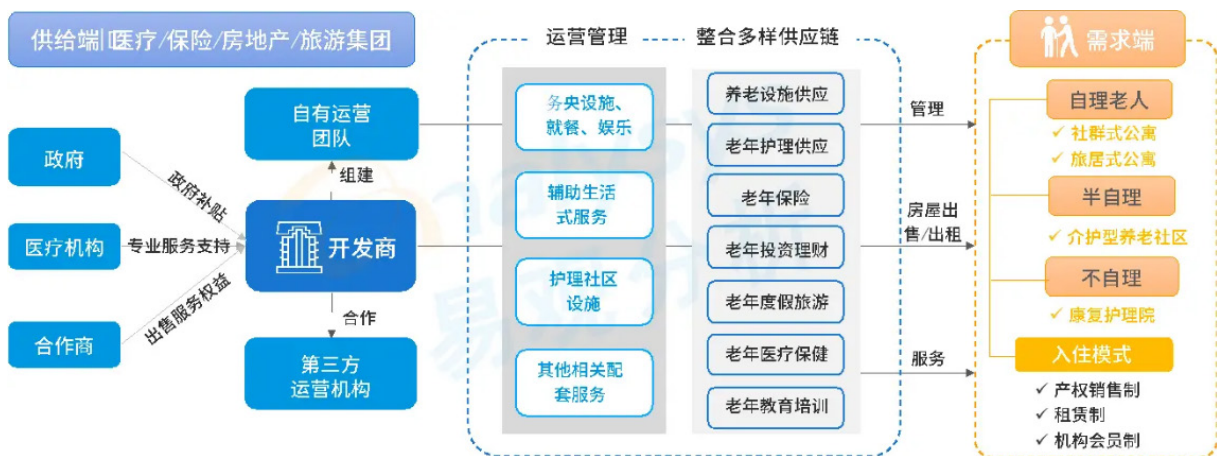 供给端|医疗/保险/房地产/旅游集团
政府
医疗机构
合作商
政府补贴
专业服务支持
出售服务权益
自有运营
团队
组建
开发商
合作
第三方
运营机构
运营管理
务央设施、
就餐、娱乐
辅助生活
式服务
护理社区
设施
其他相关配
套服务
整合多样供应链
养老设施供应
老年护理供应
老年保险
老年投资理财
老年度假旅游
老年医疗保健
老年教育培训
管理
房屋出
售/出租
服务
需求端
自理老人
✓ 社群式公寓
✓ 旅居式公寓
半自理
✓ 介护型养老社区
不自理
✓ 康复护理院
入住模式
✓ 产权销售制
✓ 租赁制
✓ 机构会员制
易观分析